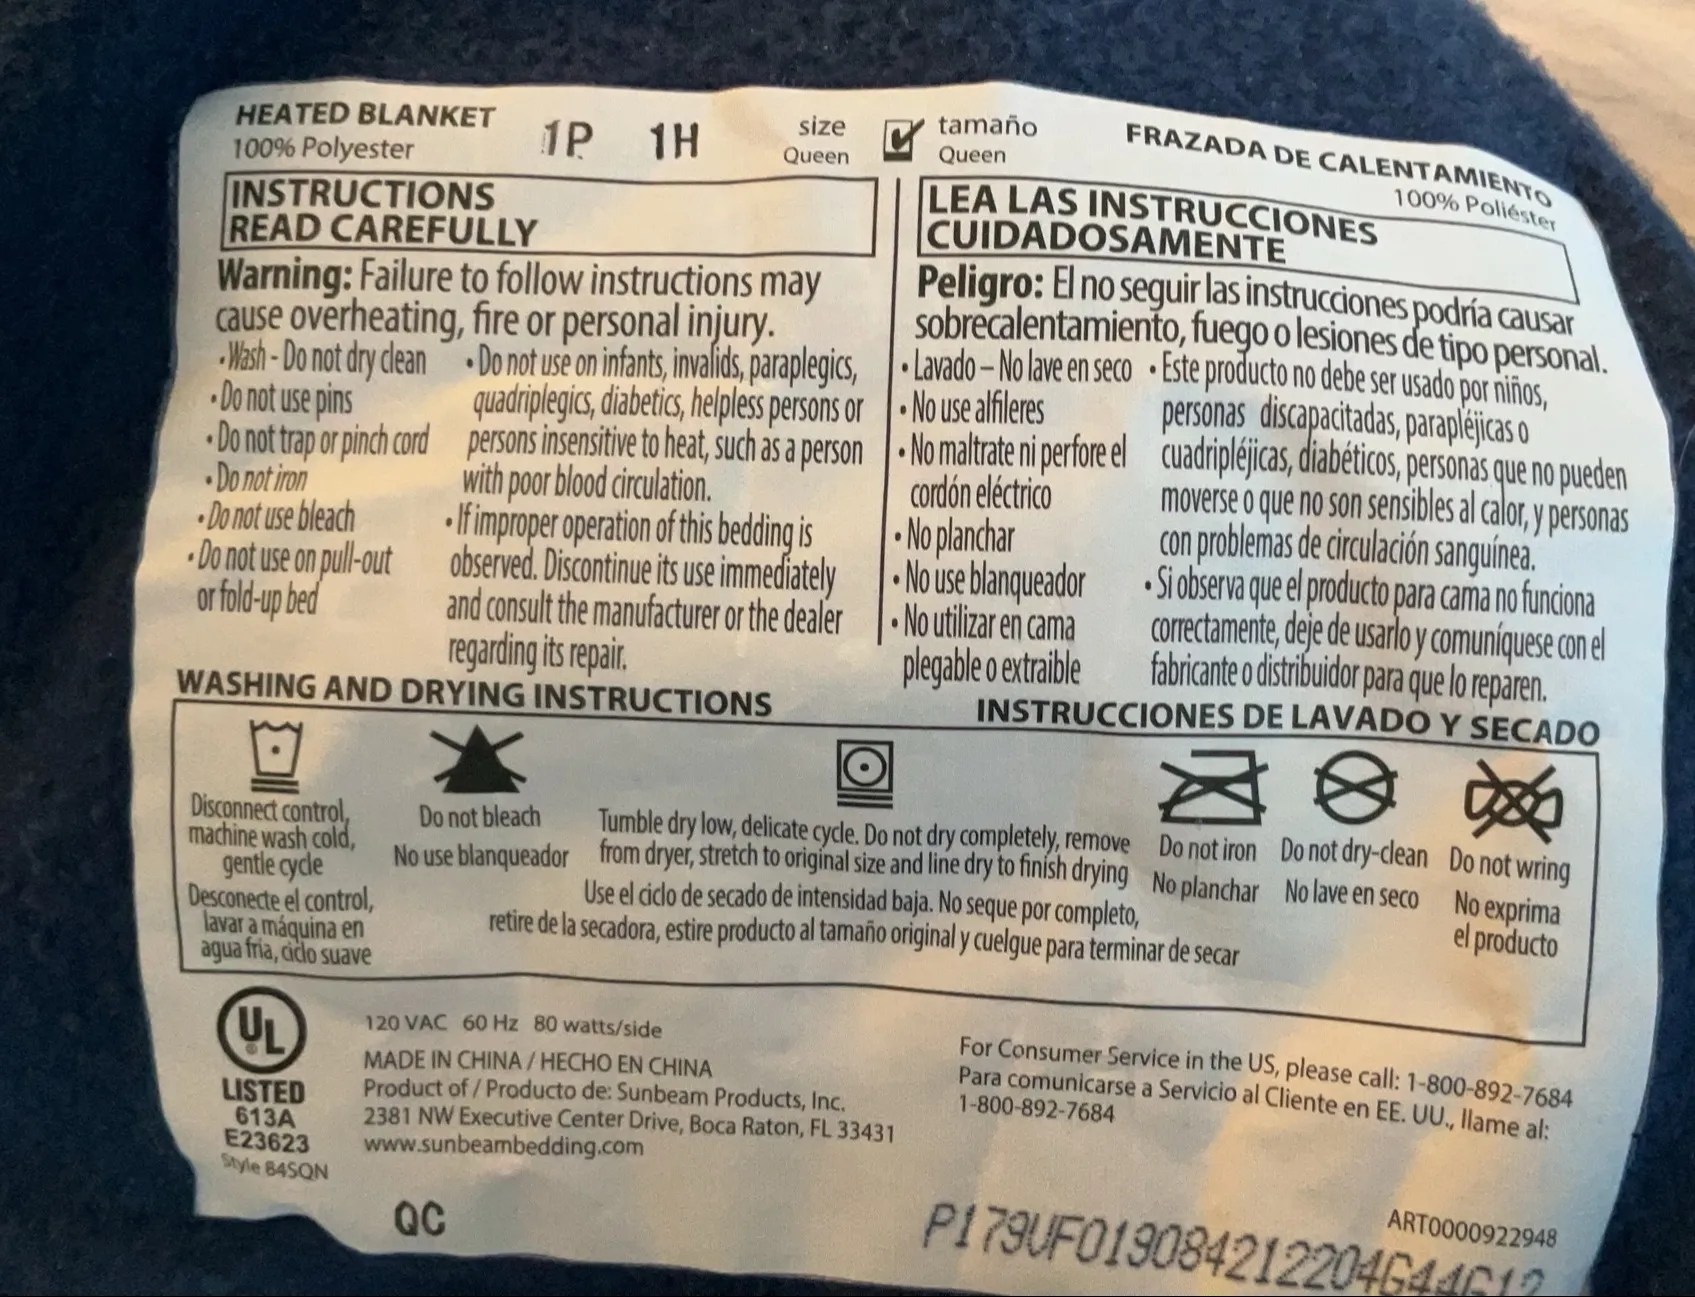 HEATED BLANKET
100% Polyester
1P 1H
size
Queen
tamaño
Queen
FRAZADA DE CALENTAMIENTO
100% Poliéster
INSTRUCTIONS
READ CAREFULLY
Warning: Failure to follow instructions may
cause overheating, fire or personal injury.
• Wash - Do not dry clean
• Do not use pins
• Do not trap or pinch cord
• Do not iron
• Do not use bleach
• Do not use on pull-out
or fold-up bed
• Do not use on infants, invalids, paraplegics,
quadriplegics, diabetics, helpless persons or
persons insensitive to heat, such as a person
with poor blood circulation.
• If improper operation of this bedding is
observed. Discontinue its use immediately
and consult the manufacturer or the dealer
regarding its repair.
LEA LAS INSTRUCCIONES
CUIDADOSAMENTE
Peligro: El no seguir las instrucciones podría causar
sobrecalentamiento, fuego o lesiones de tipo personal.
• Lavado – No lave en seco
• No use alfileres
• No maltrate ni perfore el
cordón eléctrico
• No planchar
• No use blanqueador
• No utilizar en cama
plegable o extraible
• Este producto no debe ser usado por niños,
personas discapacitadas, parapléjicas o
cuadripléjicas, diabéticos, personas que no pueden
moverse o que no son sensibles al calor, y personas
con problemas de circulación sanguínea.
• Si observa que el producto para cama no funciona
correctamente, deje de usarlo y comuníquese con el
fabricante o distribuidor para que lo reparen.
WASHING AND DRYING INSTRUCTIONS
INSTRUCCIONES DE LAVADO Y SECADO
Disconnect control,
machine wash cold,
gentle cycle
Desconecte el control,
lavar a máquina en
agua fria, ciclo suave
Do not bleach
No use blanqueador
Tumble dry low, delicate cycle. Do not dry completely, remove
from dryer, stretch to original size and line dry to finish drying
Use el ciclo de secado de intensidad baja. No seque por completo,
retire de la secadora, estire producto al tamaño original y cuelgue para terminar de secar
Do not iron
No planchar
Do not dry-clean
No lave en seco
Do not wring
No exprima
el producto
UL
LISTED
613A
E23623
Style 84SQN
120 VAC 60 Hz 80 watts/side
MADE IN CHINA / HECHO EN CHINA
Product of / Producto de: Sunbeam Products, Inc.
2381 NW Executive Center Drive, Boca Raton, FL 33431
www.sunbeambedding.com
For Consumer Service in the US, please call: 1-800-892-7684
Para comunicarse a Servicio al Cliente en EE. UU., llame al:
1-800-892-7684
QC
ART0000922948